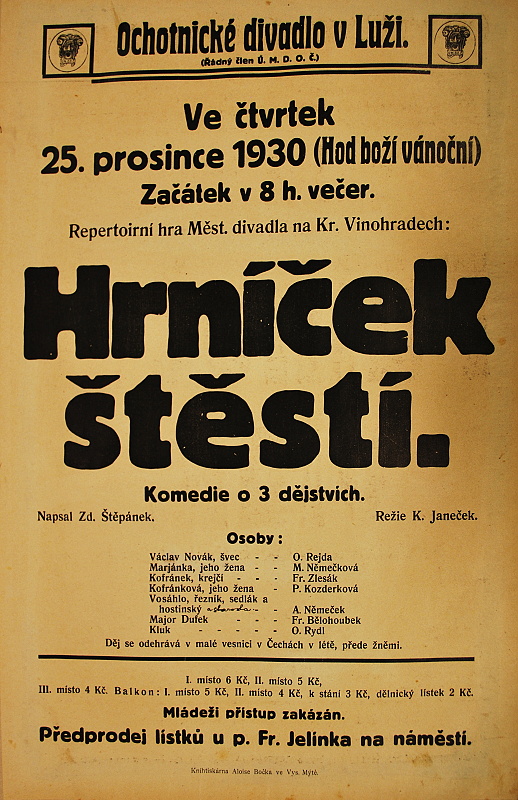 Ochotnické divadlo v Luži.
(Řádný člen Ú. M. D. O. č.)
Ve čtvrtek
25. prosince 1930 (Hod boží vánoční)
Začátek v 8 h. večer.
Repertoirní hra Měst. divadla na Kr. Vinohradech:
Hrníček
štěstí.
Komedie o 3 dějstvích.
Napsal Zd. Štěpánek. Režie K. Janeček.
Osoby:
Václav Novák, švec - - O. Rejda
Marjánka, jeho žena - - M. Němečková
Kofránek, krejčí - - - Fr. Zlesák
Kofránková, jeho žena - P. Kozderková
Vosáhlo, řezník, sedlák a
hostinský - - A. Němeček
Major Dufek - - - Fr. Bělohoubek
Kluk - - - - O. Rydl
Děj se odehrává v malé vesnici v Čechách v létě, přede žněmi.
I. místo 6 Kč, II. místo 5 Kč,
III. místo 4 Kč. Balkon: I. místo 5 Kč, II. místo 4 Kč, k stání 3 Kč, dělnický lístek 2 Kč.
Mládeži přístup zakázán.
Předprodej lístků u p. Fr. Jelínka na náměstí.
Knihtiskárna Aloise Bočka ve Vys. Mýtě.